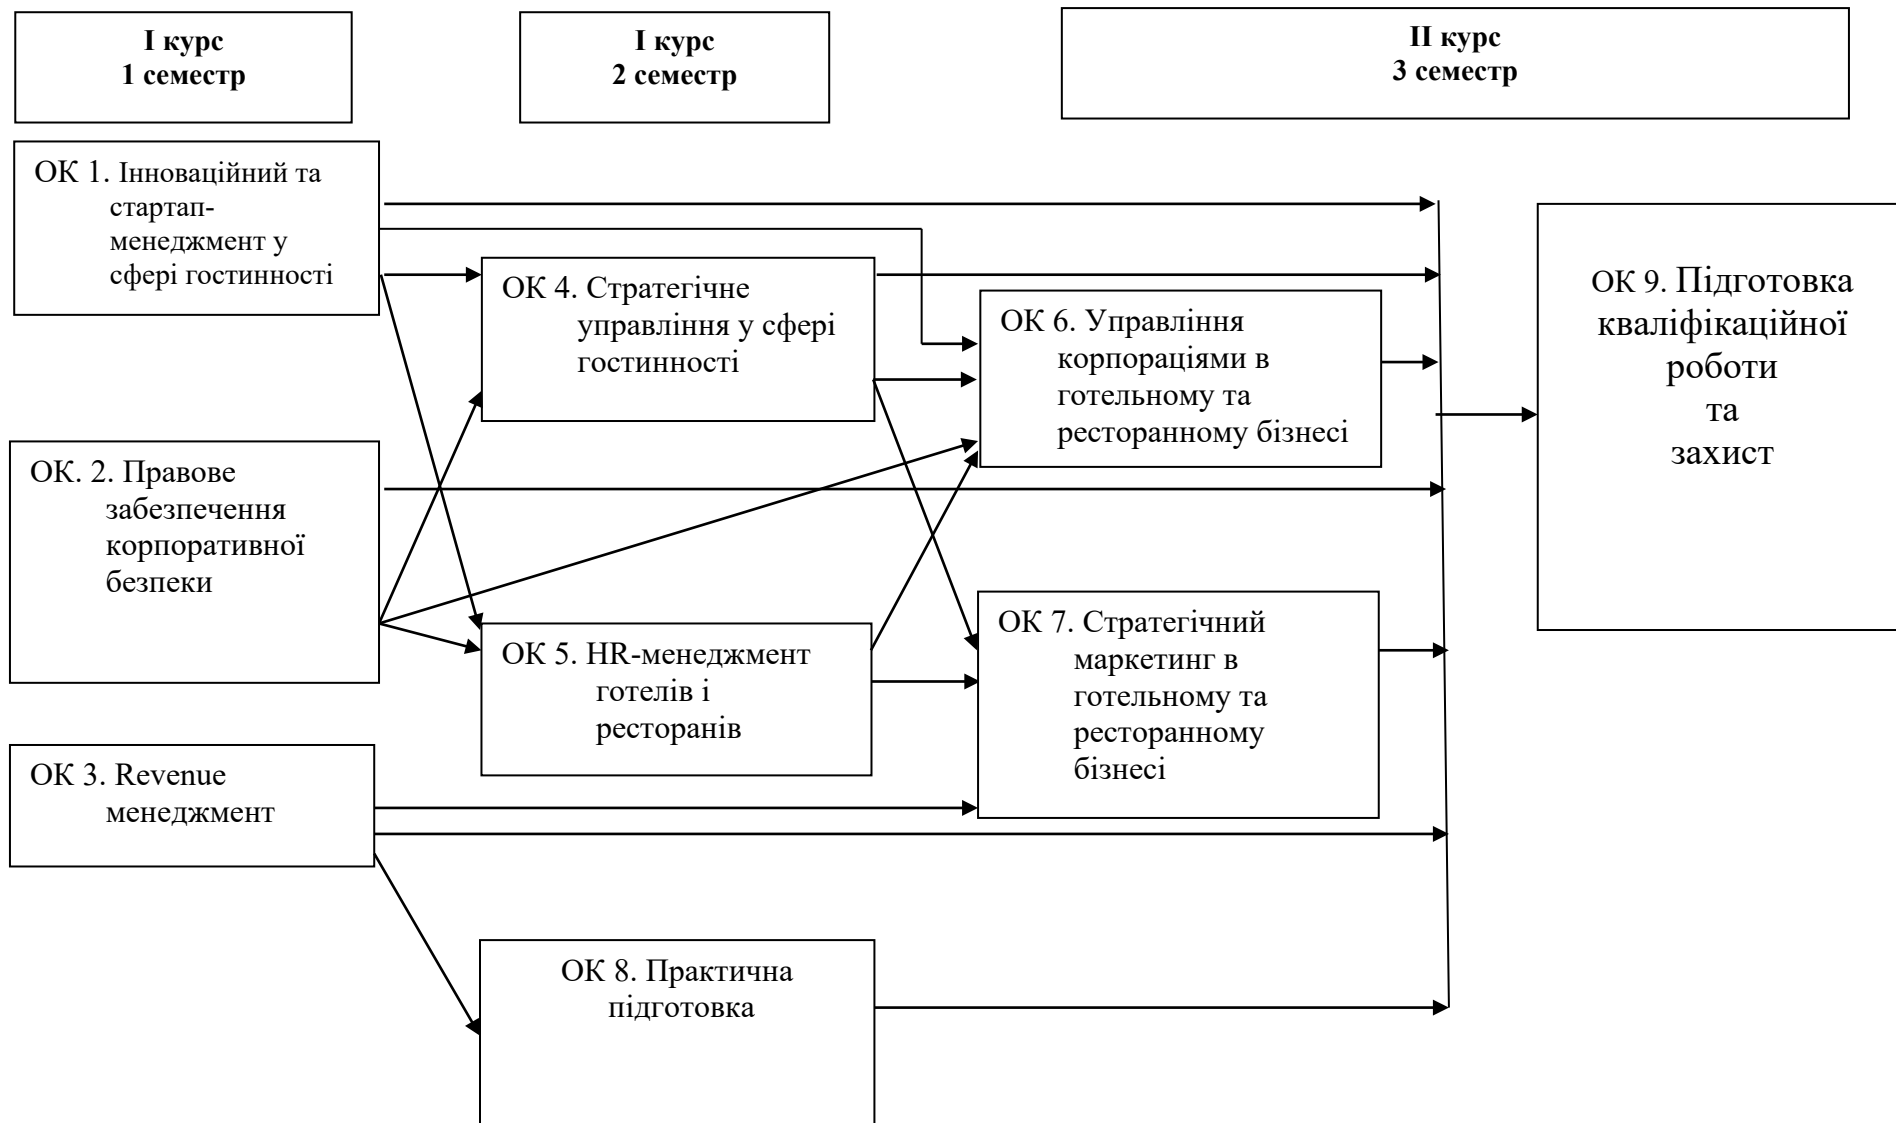 І курс
1 семестр
І курс
2 семестр
ІІ курс
3 семестр
ОК 1. Інноваційний та
стартап-
менеджмент у
сфері гостинності
ОК 4. Стратегічне
управління у сфері
гостинності
ОК 6. Управління
корпораціями в
готельному та
ресторанному бізнесі
ОК 9. Підготовка
кваліфікаційної
роботи
та
захист
ОК. 2. Правове
забезпечення
корпоративної
безпеки
ОК 5. HR-менеджмент
готелів і
ресторанів
ОК 7. Стратегічний
маркетинг в
готельному та
ресторанному
бізнесі
ОК 3. Revenue
менеджмент
ОК 8. Практична
підготовка